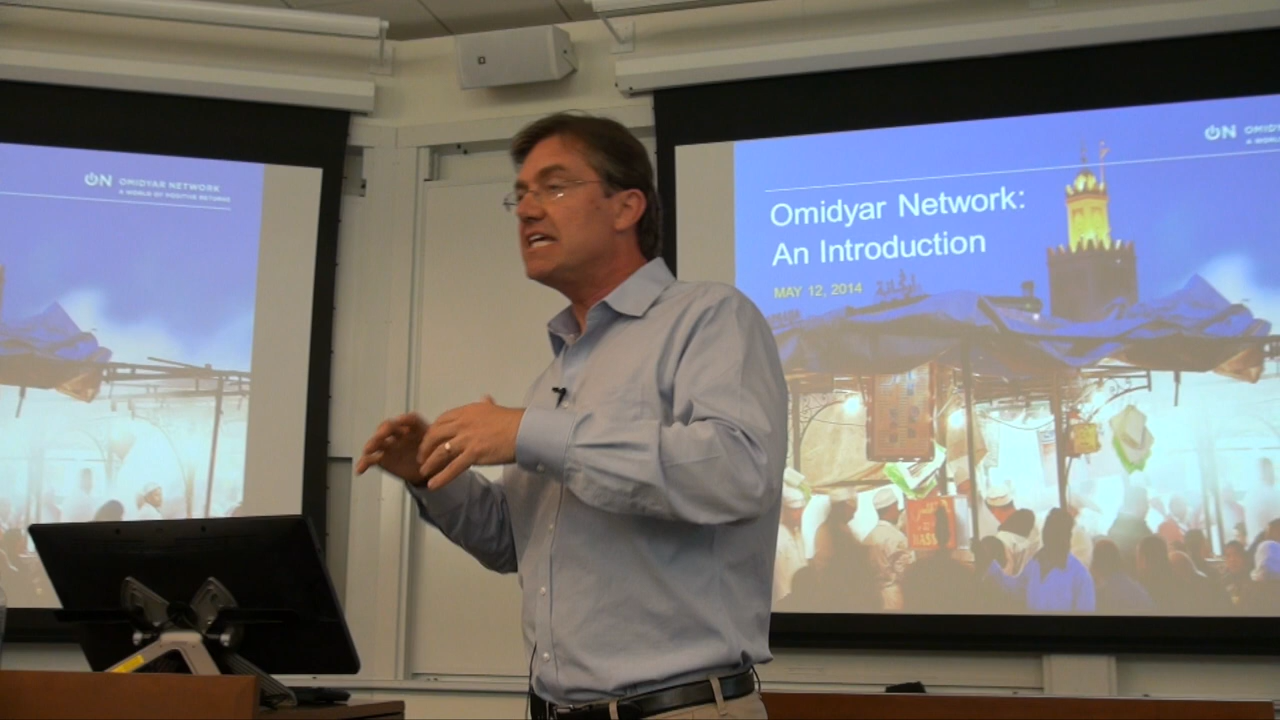 ON OMIDYAR NETWORK
A WORLD OF POSITIVE RETURNS
ON
Omidyar Network:
An Introduction
MAY 12, 2014